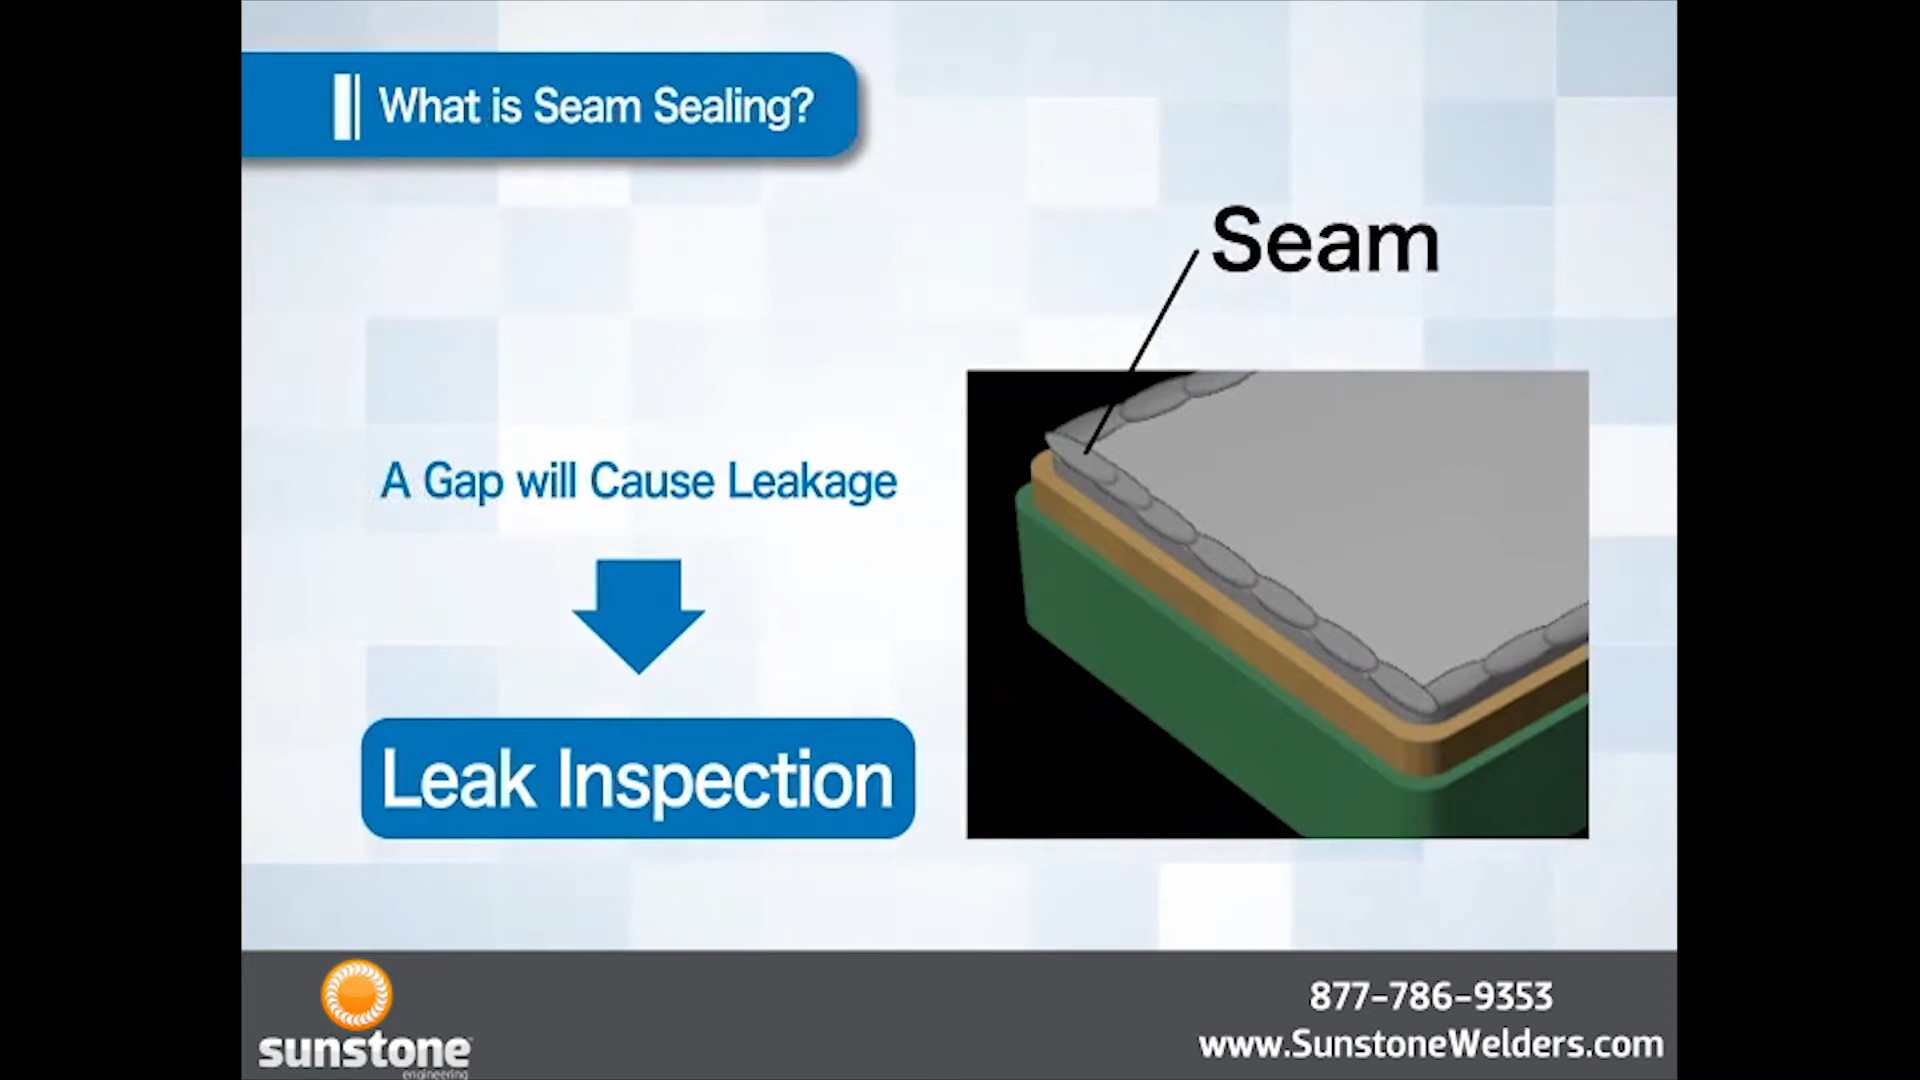 What is Seam Sealing?
Seam
A Gap will Cause Leakage
Leak Inspection
sunstone
engineering
877-786-9353
www.SunstoneWelders.com